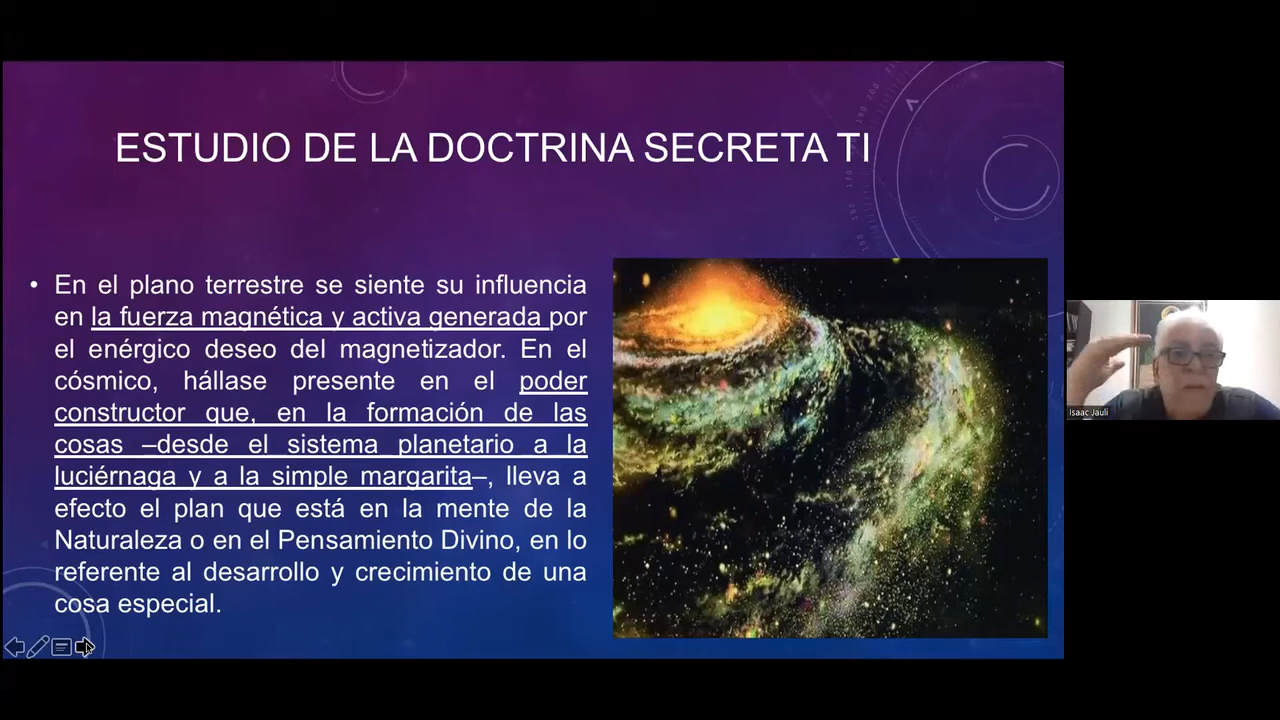 ESTUDIO DE LA DOCTRINA SECRETA TI
• En el plano terrestre se siente su influencia
en la fuerza magnética y activa generada por
el enérgico deseo del magnetizador. En el
cósmico, hállase presente en el poder
constructor que, en la formación de las
cosas –desde el sistema planetario a la
luciérnaga y a la simple margarita–, lleva a
efecto el plan que está en la mente de la
Naturaleza o en el Pensamiento Divino, en lo
referente al desarrollo y crecimiento de una
cosa especial.
Isaac Jauli